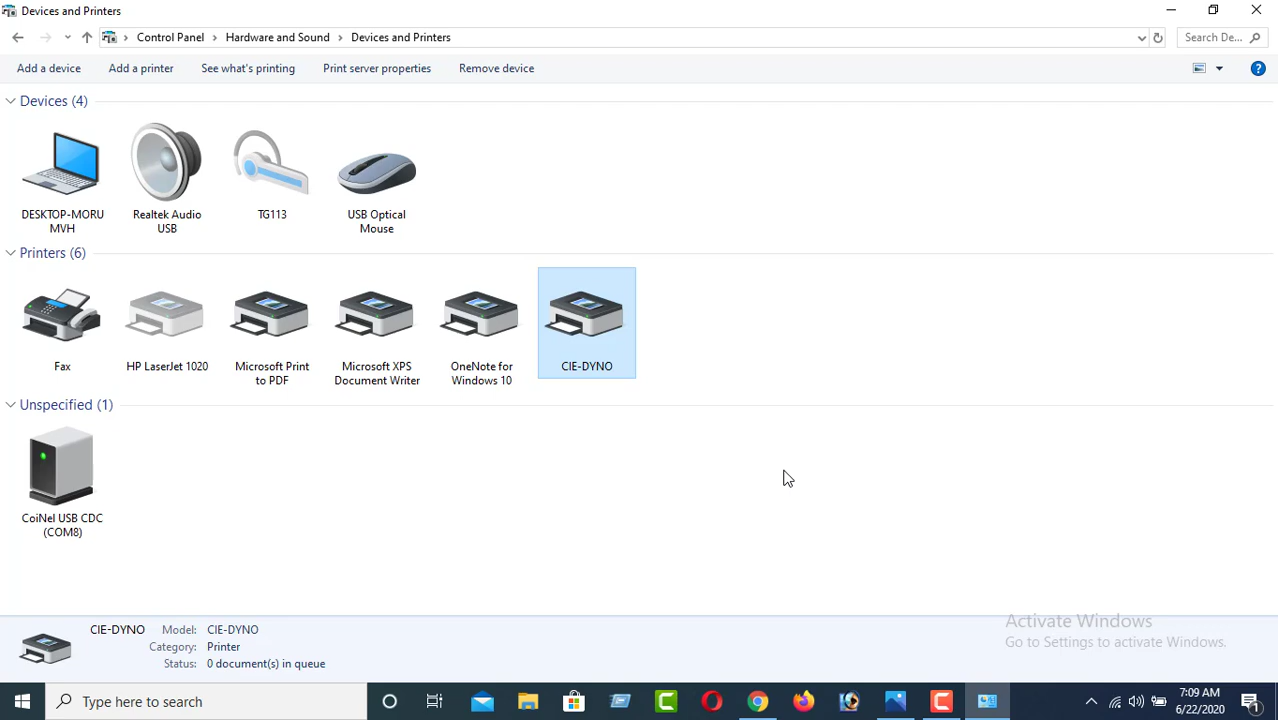 Devices and Printers
Control Panel > Hardware and Sound > Devices and Printers
Search De...
Add a device
Add a printer
See what's printing
Print server properties
Remove device
Devices (4)
DESKTOP-MORU
MVH
Realtek Audio
USB
TG113
USB Optical
Mouse
Printers (6)
Fax
HP LaserJet 1020
Microsoft Print
to PDF
Microsoft XPS
Document Writer
OneNote for
Windows 10
CIE-DYNO
Unspecified (1)
CoiNel USB CDC
(COM8)
CIE-DYNO
Model: CIE-DYNO
Category: Printer
Status: 0 document(s) in queue
Activate Windows
Go to Settings to activate Windows.
Type here to search
7:09 AM
6/22/2020
1